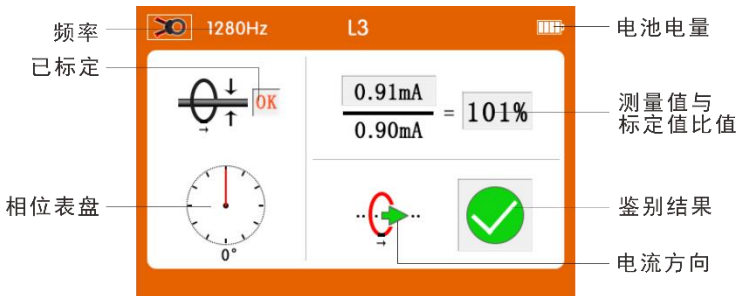 频率
1280Hz
L3
电池电量
已标定
OK
0.91mA
0.90mA
=
101%
测量值与
标定值比值
相位表盘
0°
鉴别结果
电流方向